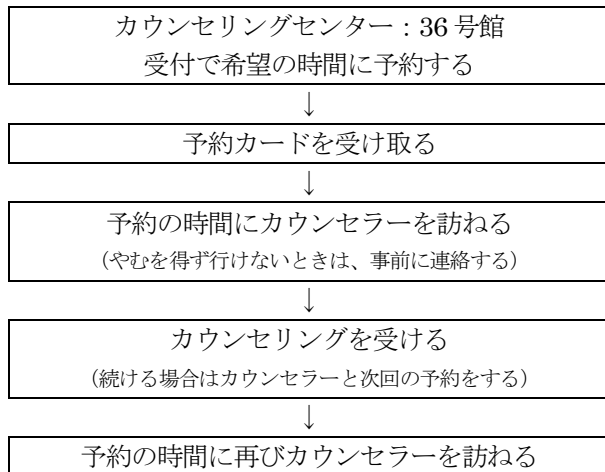 カウンセリングセンター：36 号館
受付で希望の時間に予約する
↓
予約カードを受け取る
↓
予約の時間にカウンセラーを訪ねる
（やむを得ず行けないときは、事前に連絡する）
↓
カウンセリングを受ける
（続ける場合はカウンセラーと次回の予約をする）
↓
予約の時間に再びカウンセラーを訪ねる